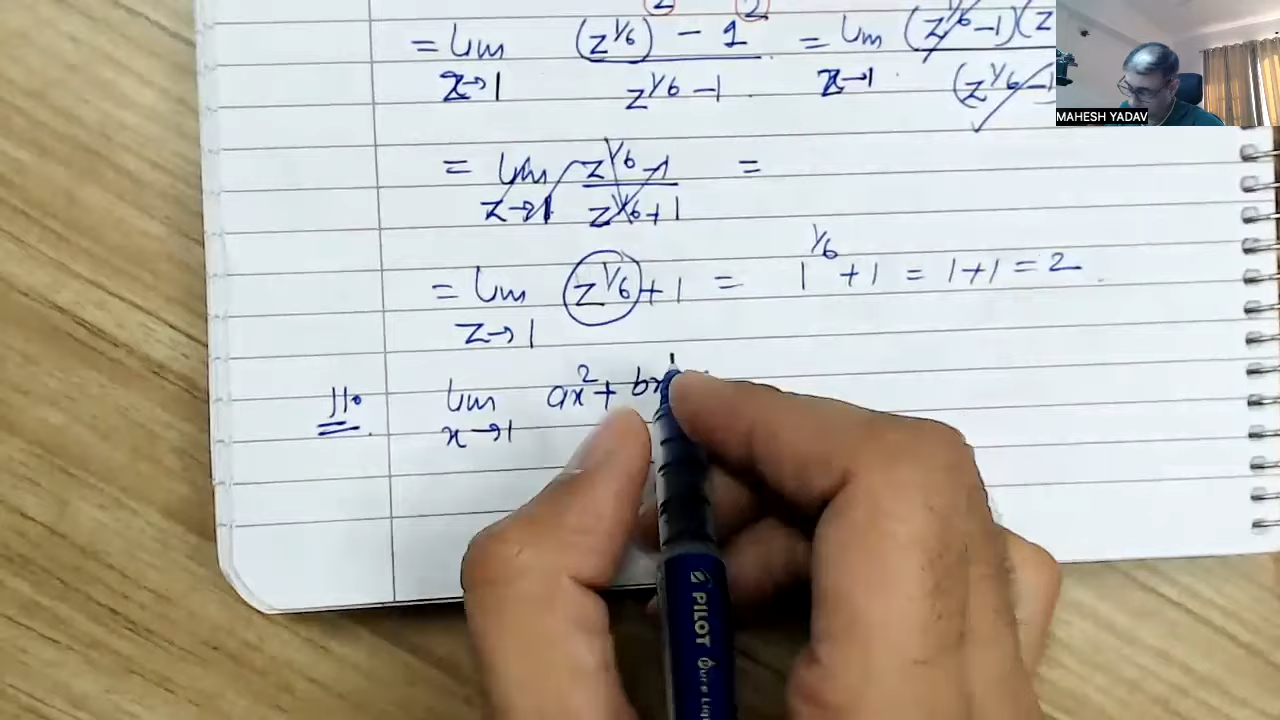 = Lim (z^1/6)^2 - 1^2 / z^1/6 - 1 = Lim (z^1/6 - 1)(z / (z^1/6 - 1
z→1 z→1
MAHESH YADAV
= Lim z^1/6 - 1 / z^1/6 + 1 =
z→1
= Lim z^1/6 + 1 = 1^1/6 + 1 = 1+1 = 2
z→1
11. Lim ax^2 + bx
x→1
PILOT